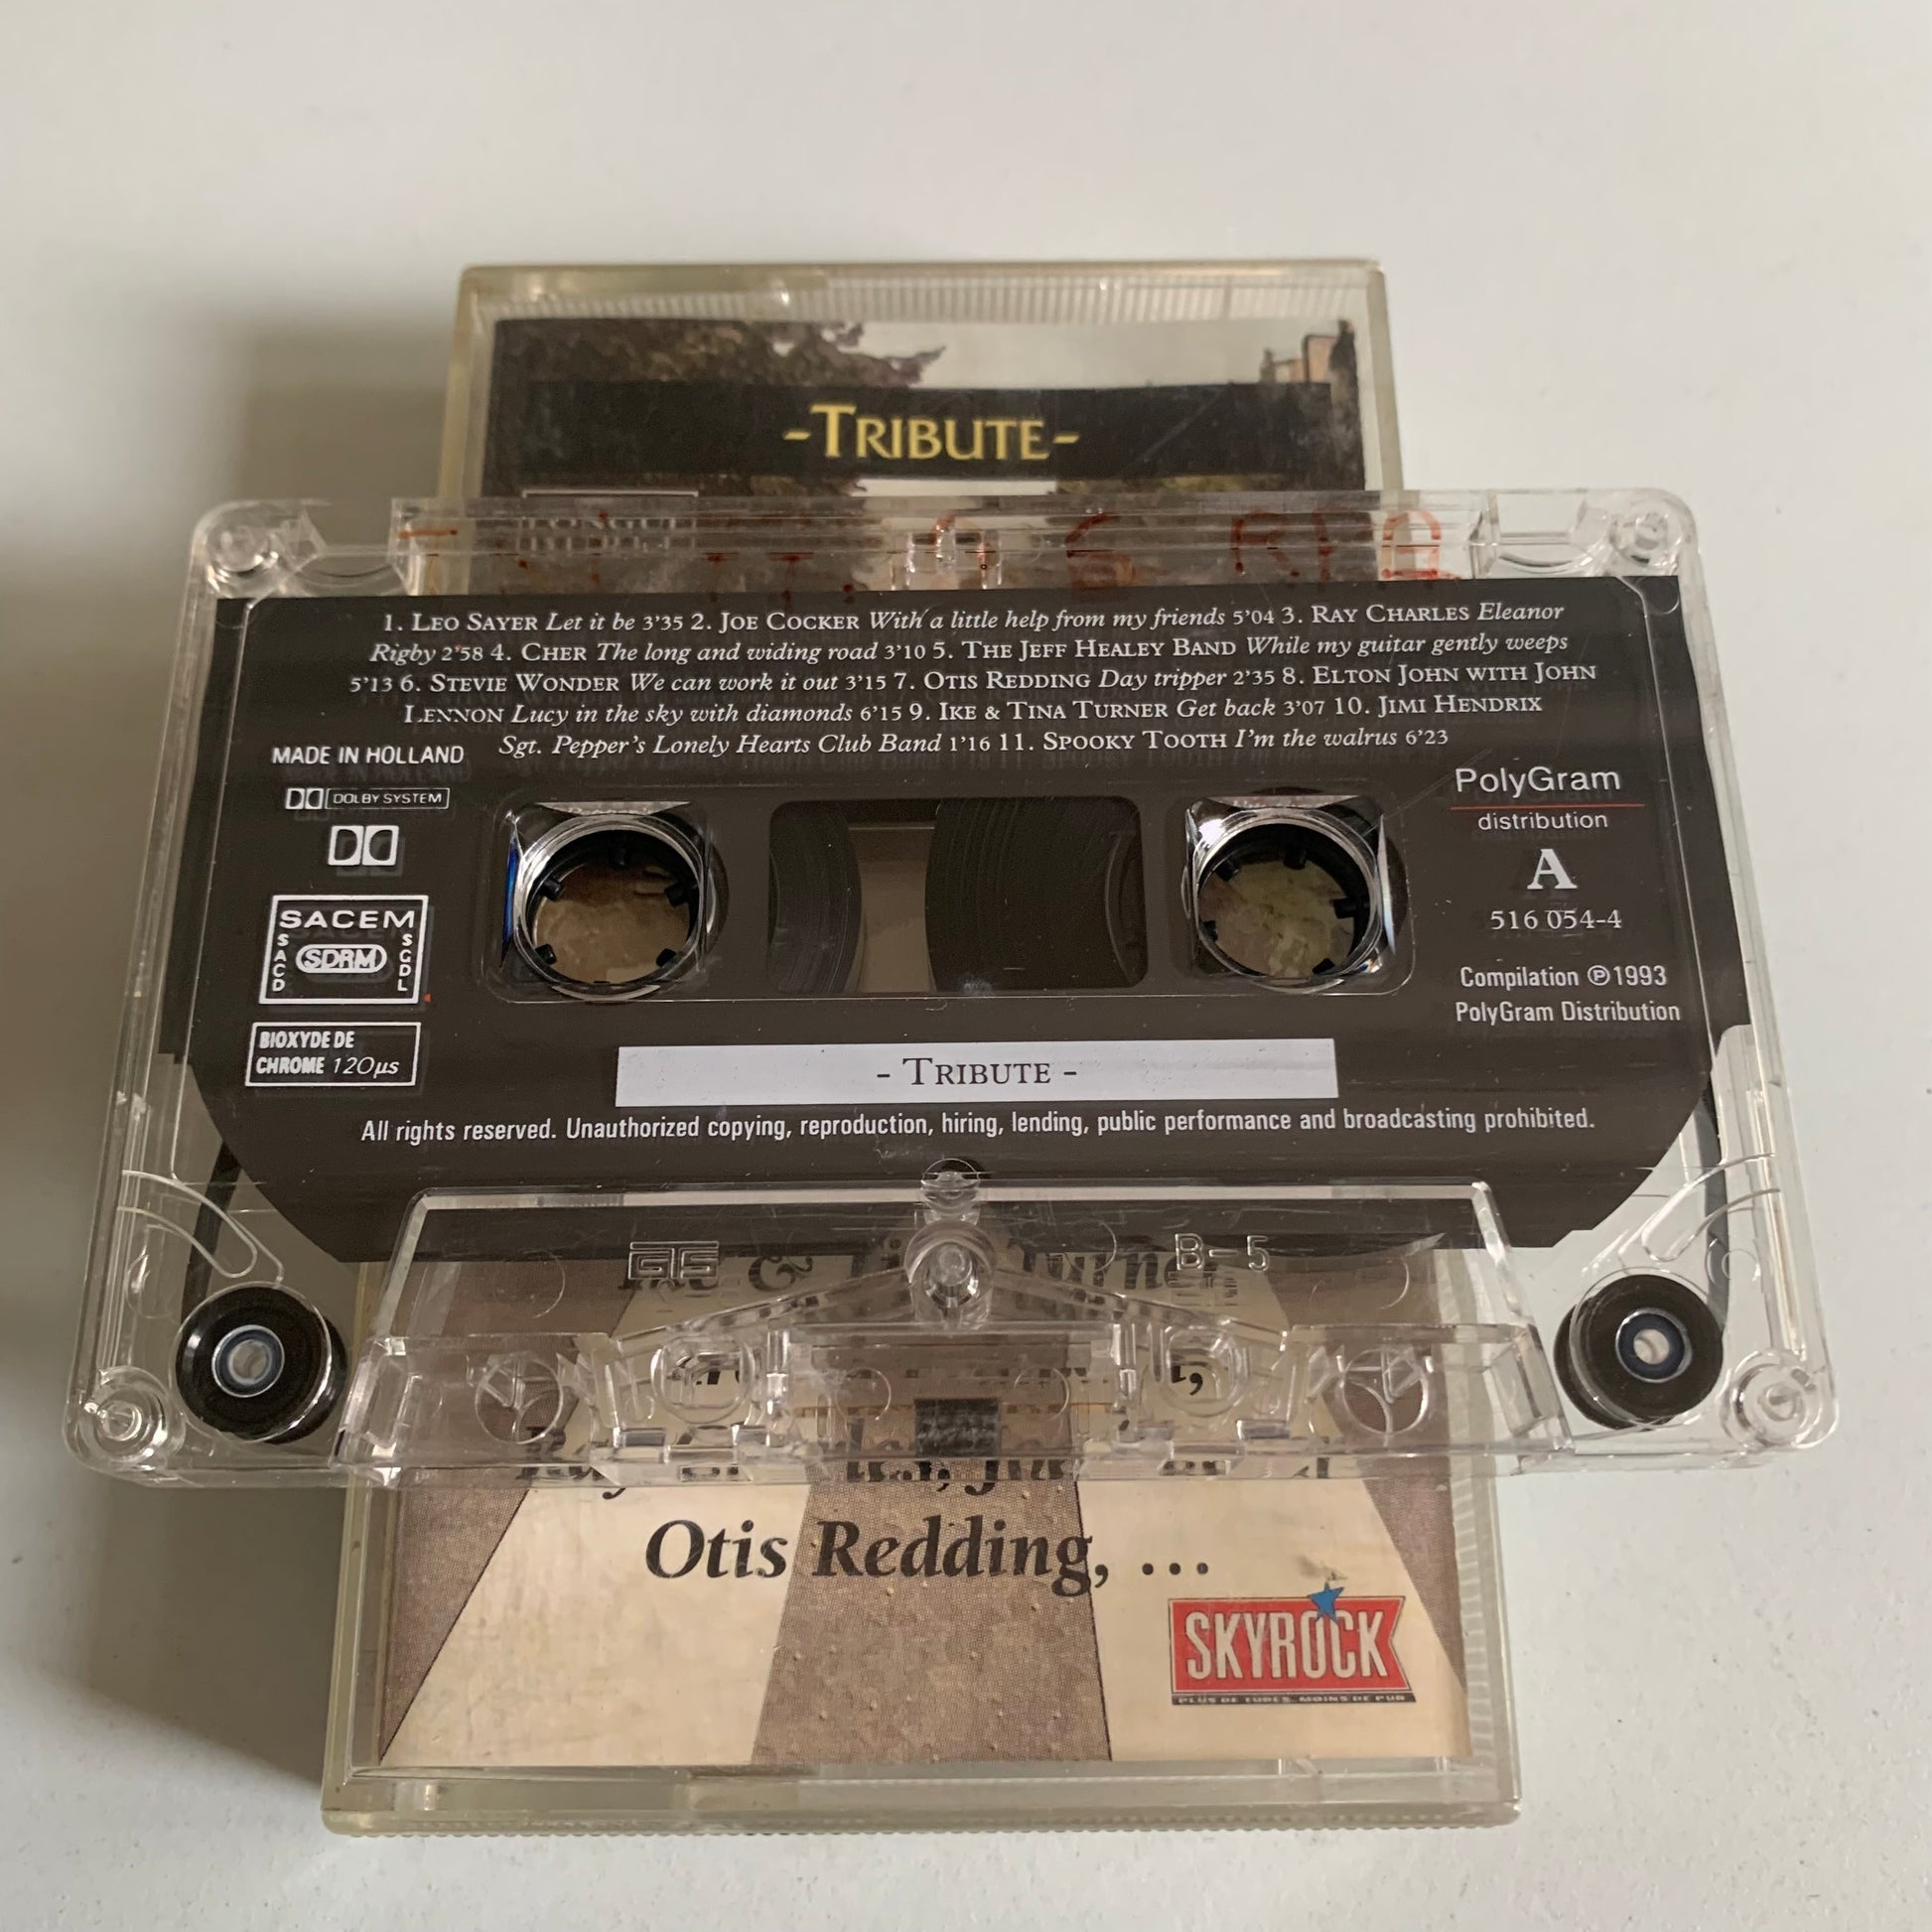 -TRIBUTE-
1. LEO SAYER Let it be 3'35 2. JOE COCKER With a little help from my friends 5'04 3. RAY CHARLES Eleanor
Rigby 2'58 4. CHER The long and widing road 3'10 5. THE JEFF HEALEY BAND While my guitar gently weeps
5'13 6. STEVIE WONDER We can work it out 3'15 7. OTIS REDDING Day tripper 2'35 8. ELTON JOHN WITH JOHN
LENNON Lucy in the sky with diamonds 6'15 9. IKE & TINA TURNER Get back 3'07 10. JIMI HENDRIX
Sgt. Pepper's Lonely Hearts Club Band 1'16 11. SPOOKY TOOTH I'm the walrus 6'23
MADE IN HOLLAND
DOLBY SYSTEM
PolyGram
distribution
A
516 054-4
SACEM
SACD
SDRM
SGDL
Compilation ℗1993
PolyGram Distribution
BIOXYDE DE
CHROME 120µs
- TRIBUTE -
All rights reserved. Unauthorized copying, reproduction, hiring, lending, public performance and broadcasting prohibited.
B-5
Otis Redding, ...
SKYROCK